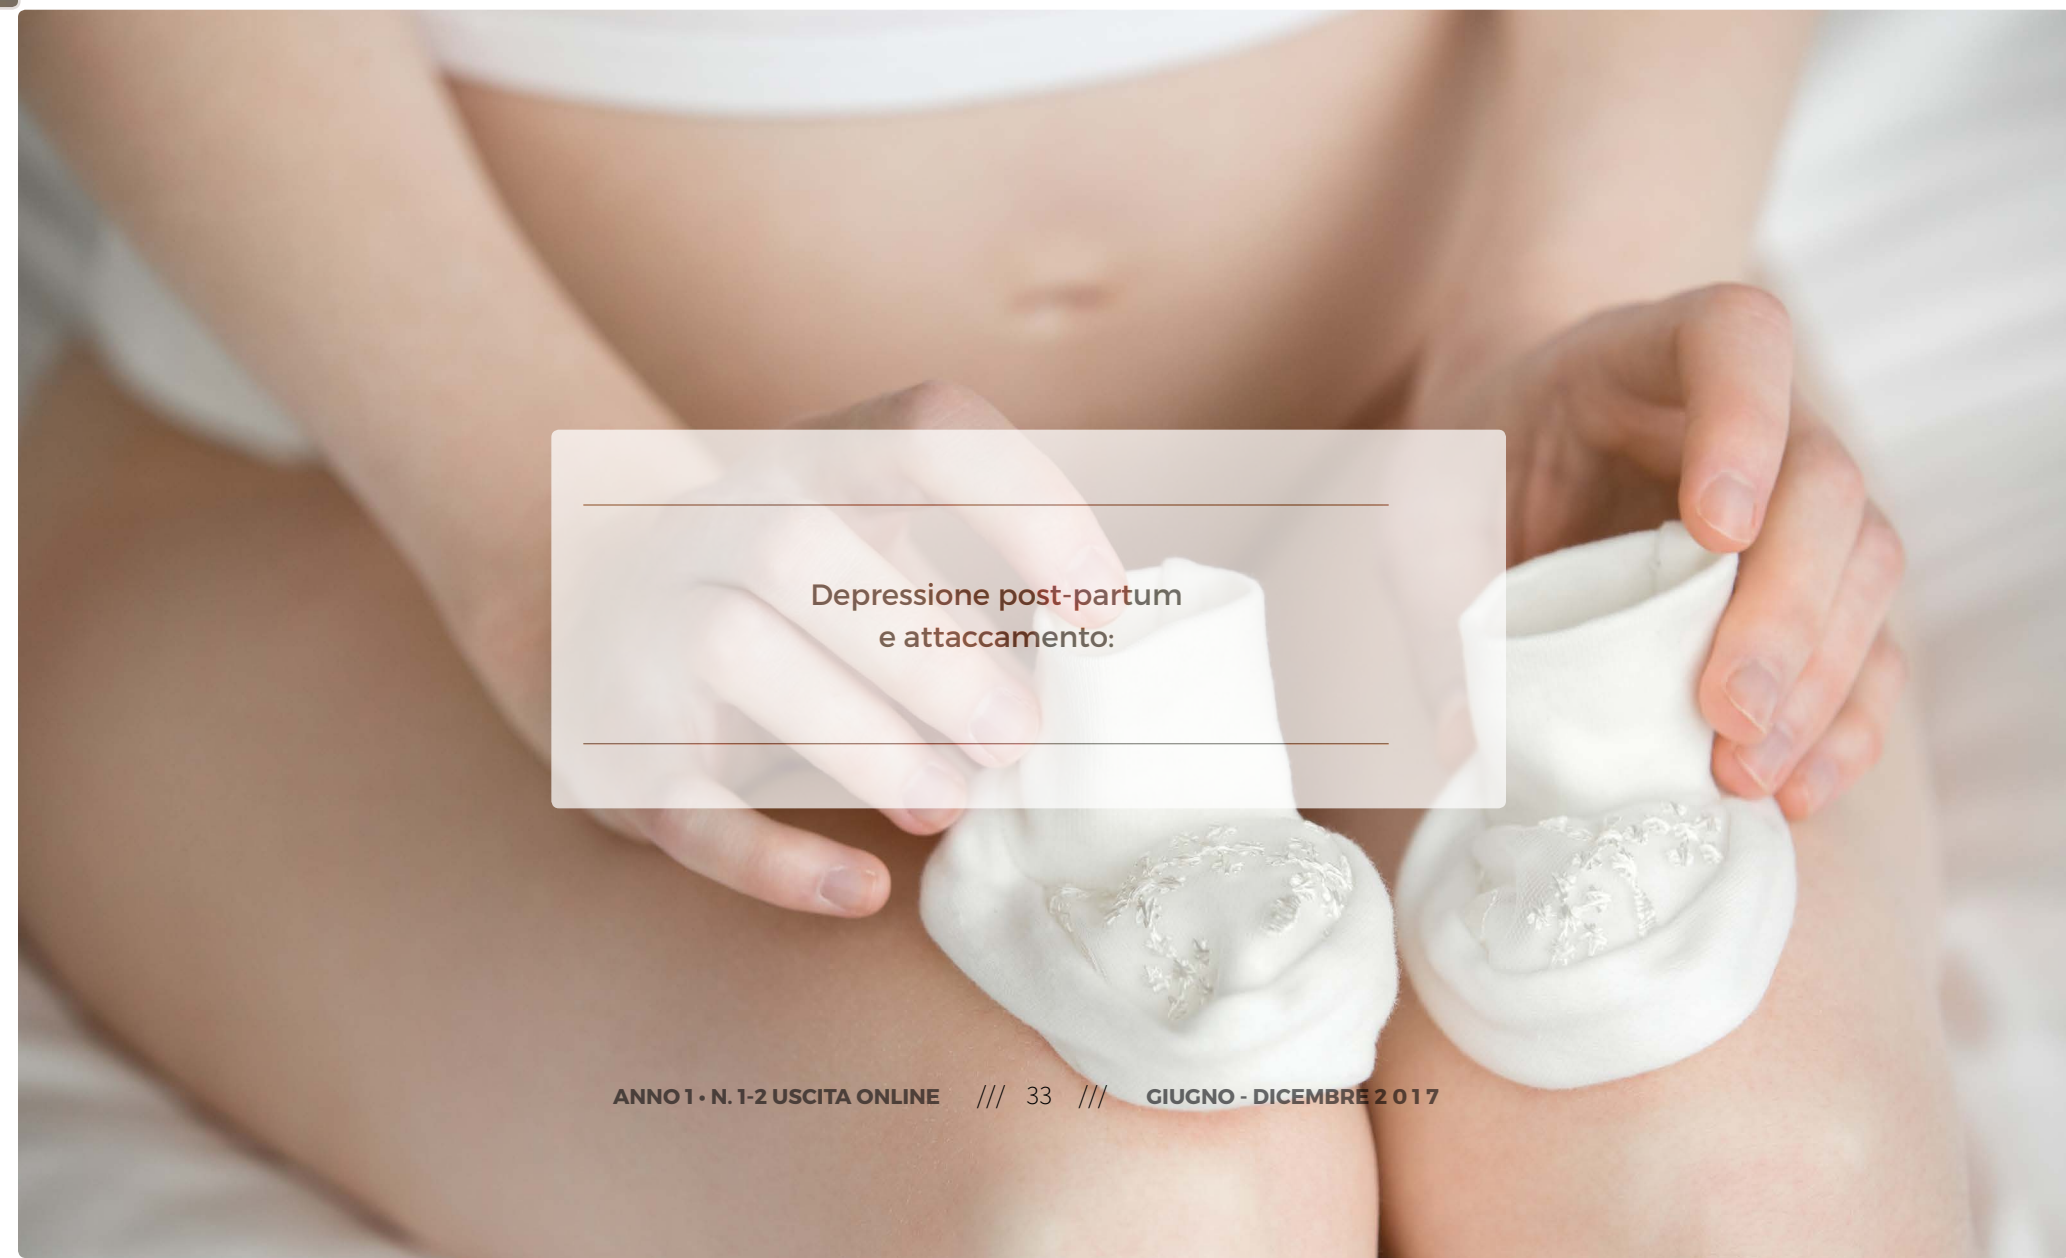 Depressione post-partum
e attaccamento:
ANNO 1 • N. 1-2 USCITA ONLINE /// 33 /// GIUGNO - DICEMBRE 2 0 1 7